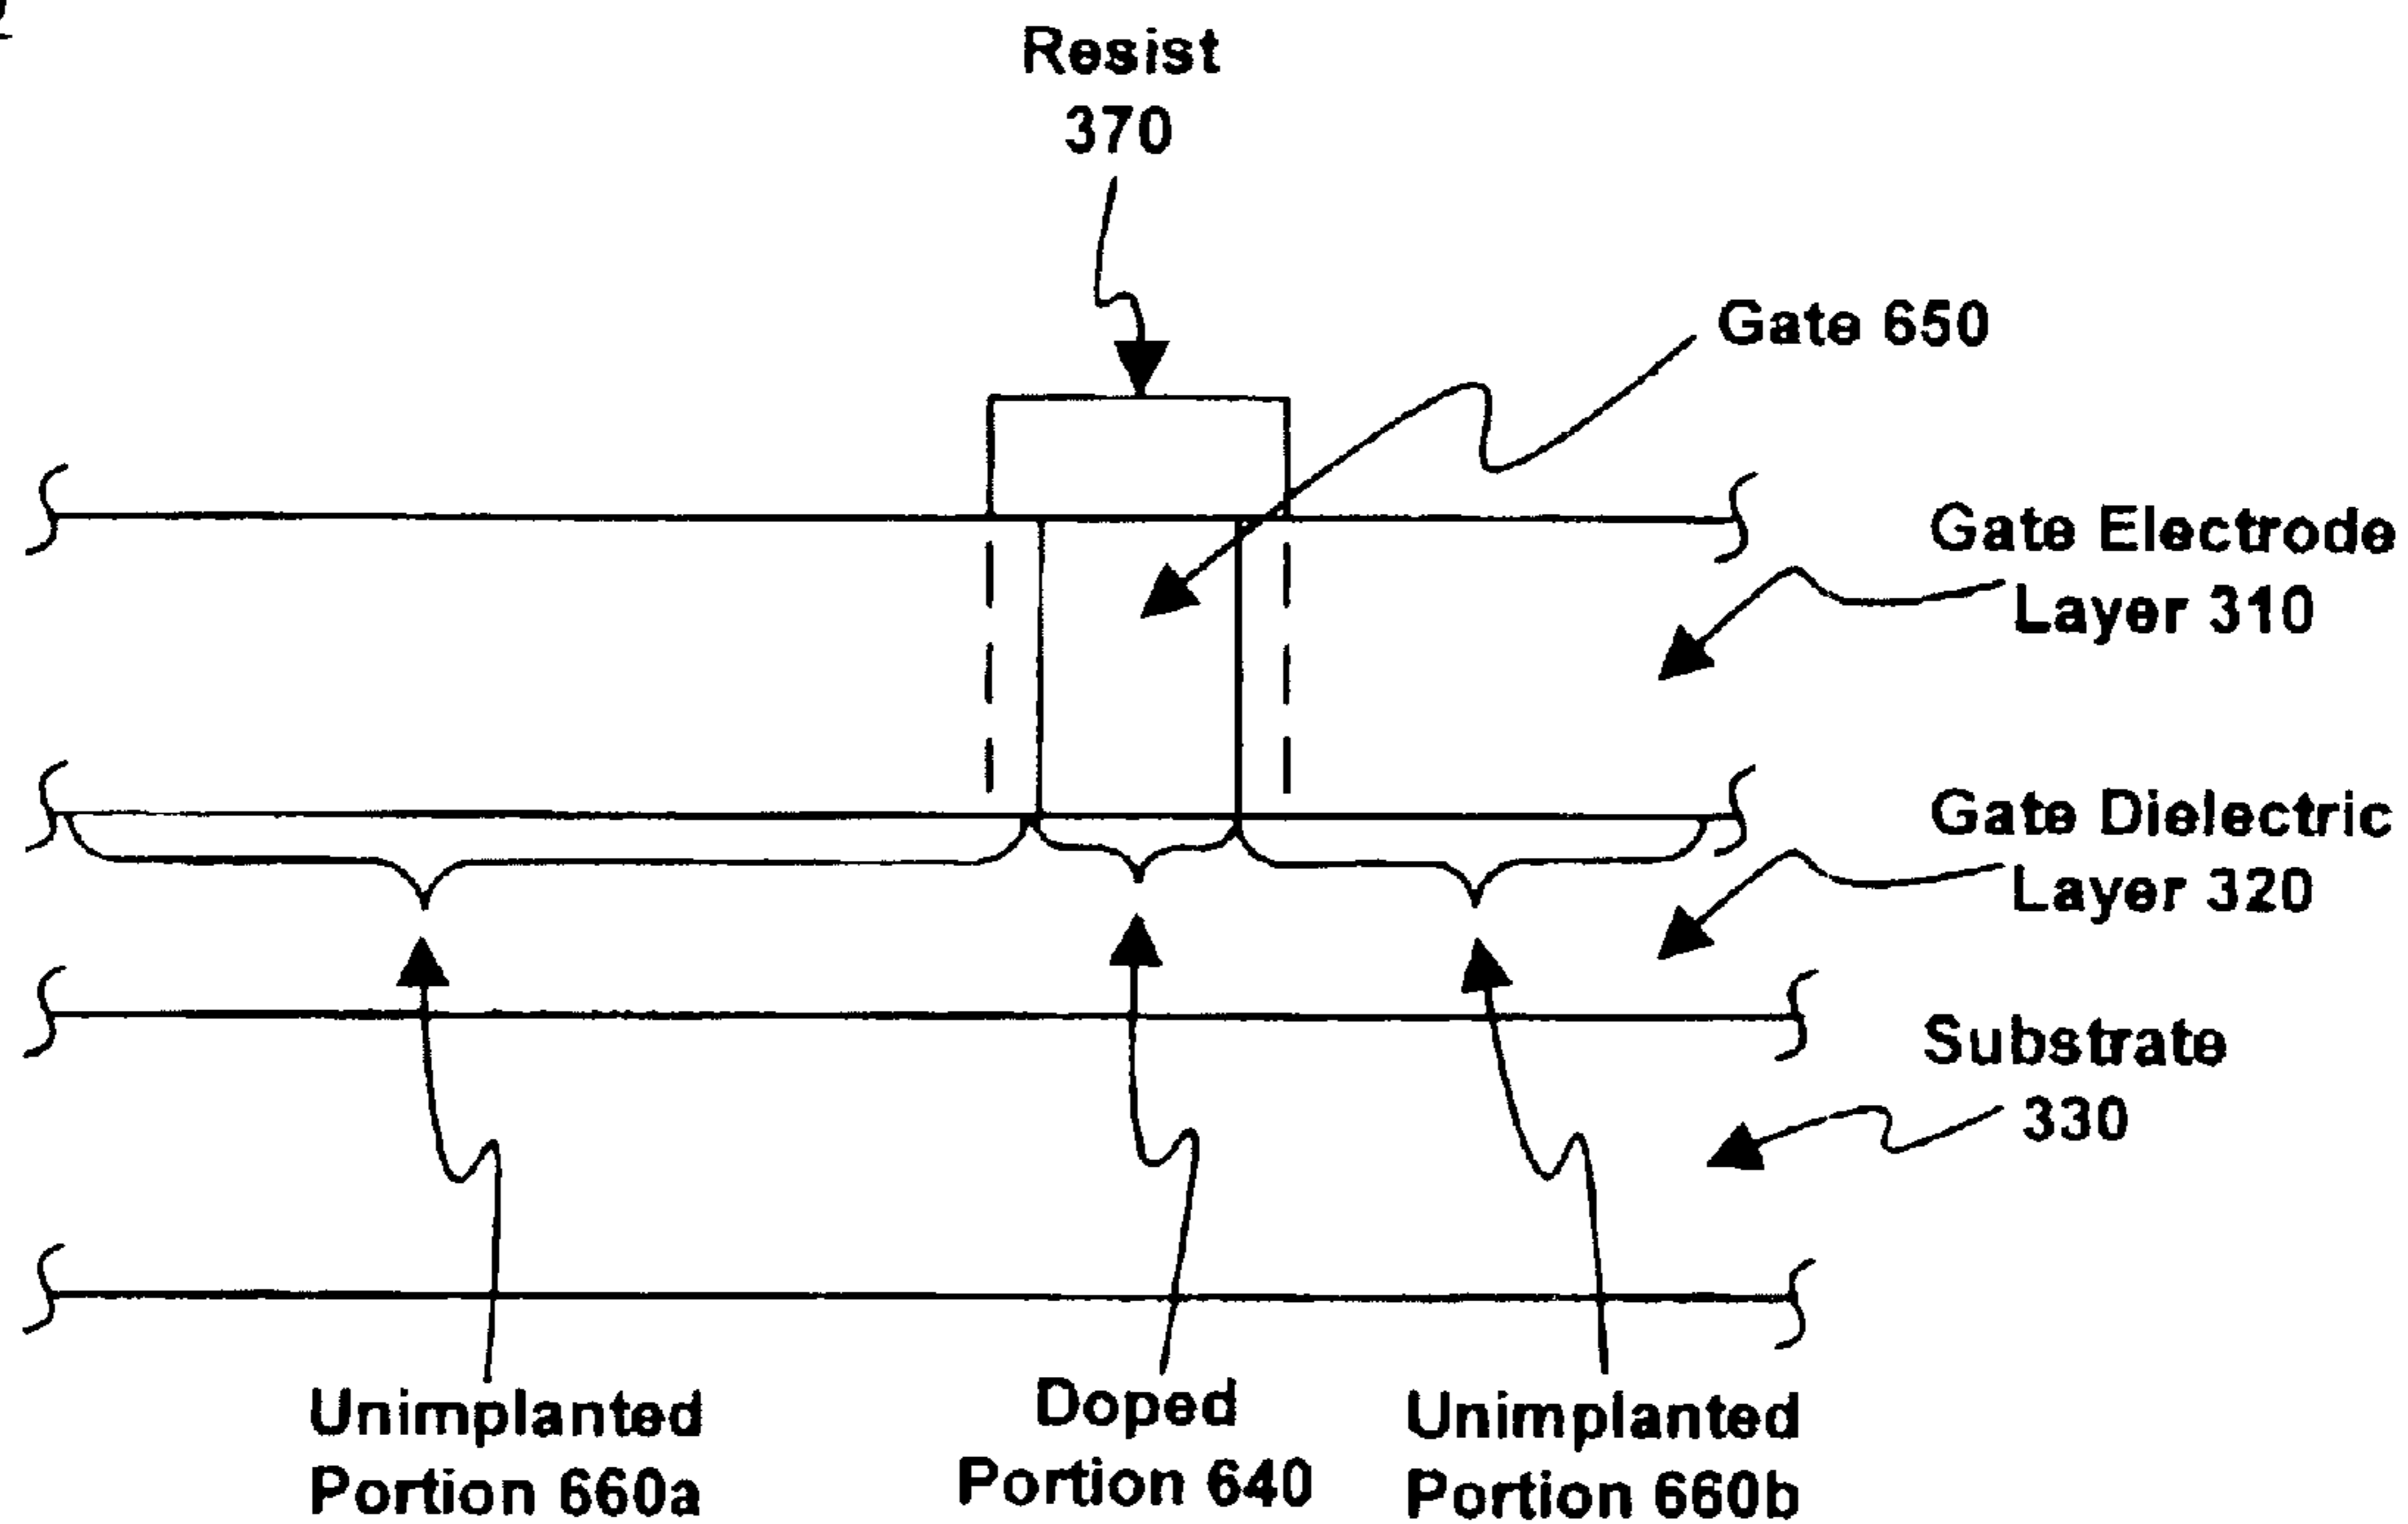 Resist
370
Gate 650
Gate Electrode
Layer 310
Gate Dielectric
Layer 320
Substrate
330
Unimplanted
Portion 660a
Doped
Portion 640
Unimplanted
Portion 660b